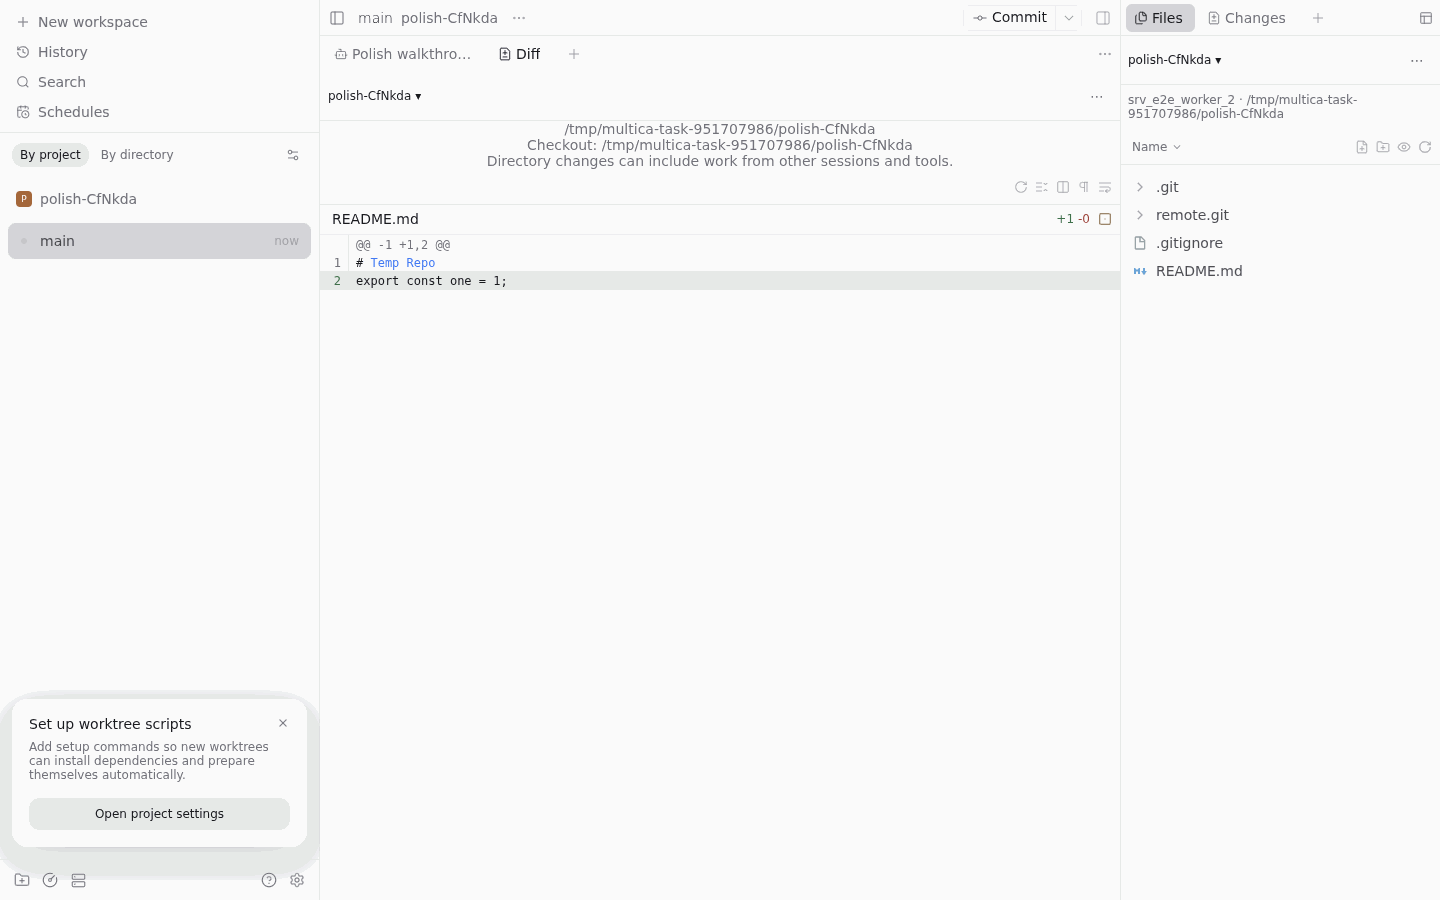 New workspace
History
Search
Schedules
By project
By directory
P
polish-CfNkda
main
now
Set up worktree scripts
Add setup commands so new worktrees
can install dependencies and prepare
themselves automatically.
Open project settings
main polish-CfNkda
Commit
Polish walkthro...
Diff
polish-CfNkda ▾
/tmp/multica-task-951707986/polish-CfNkda
Checkout: /tmp/multica-task-951707986/polish-CfNkda
Directory changes can include work from other sessions and tools.
README.md
+1 -0
@@ -1 +1,2 @@
1 # Temp Repo
2 export const one = 1;
Files
Changes
polish-CfNkda ▾
srv_e2e_worker_2 · /tmp/multica-task-
951707986/polish-CfNkda
Name
.git
remote.git
.gitignore
README.md